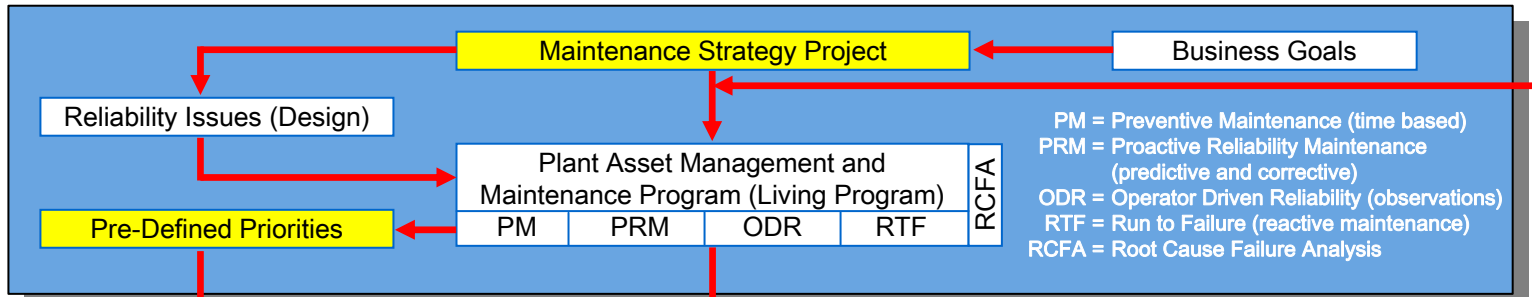 Maintenance Strategy Project
Business Goals
Reliability Issues (Design)
Plant Asset Management and
Maintenance Program (Living Program)
PM
PRM
ODR
RTF
RCFA
Pre-Defined Priorities
PM = Preventive Maintenance (time based)
PRM = Proactive Reliability Maintenance
(predictive and corrective)
ODR = Operator Driven Reliability (observations)
RTF = Run to Failure (reactive maintenance)
RCFA = Root Cause Failure Analysis